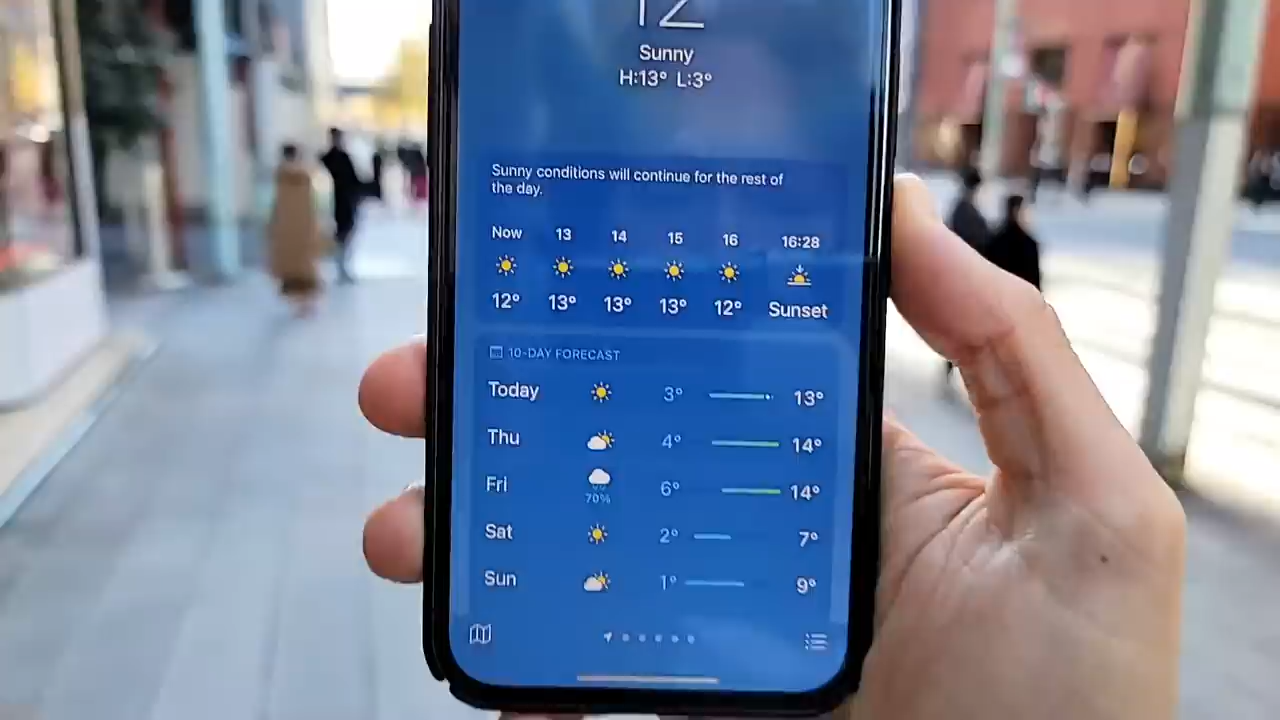 12
Sunny
H:13° L:3°
Sunny conditions will continue for the rest of
the day.
Now 13 14 15 16 16:28
12° 13° 13° 13° 12° Sunset
10-DAY FORECAST
Today 3° 13°
Thu 4° 14°
Fri 70% 6° 14°
Sat 2° 7°
Sun 1° 9°